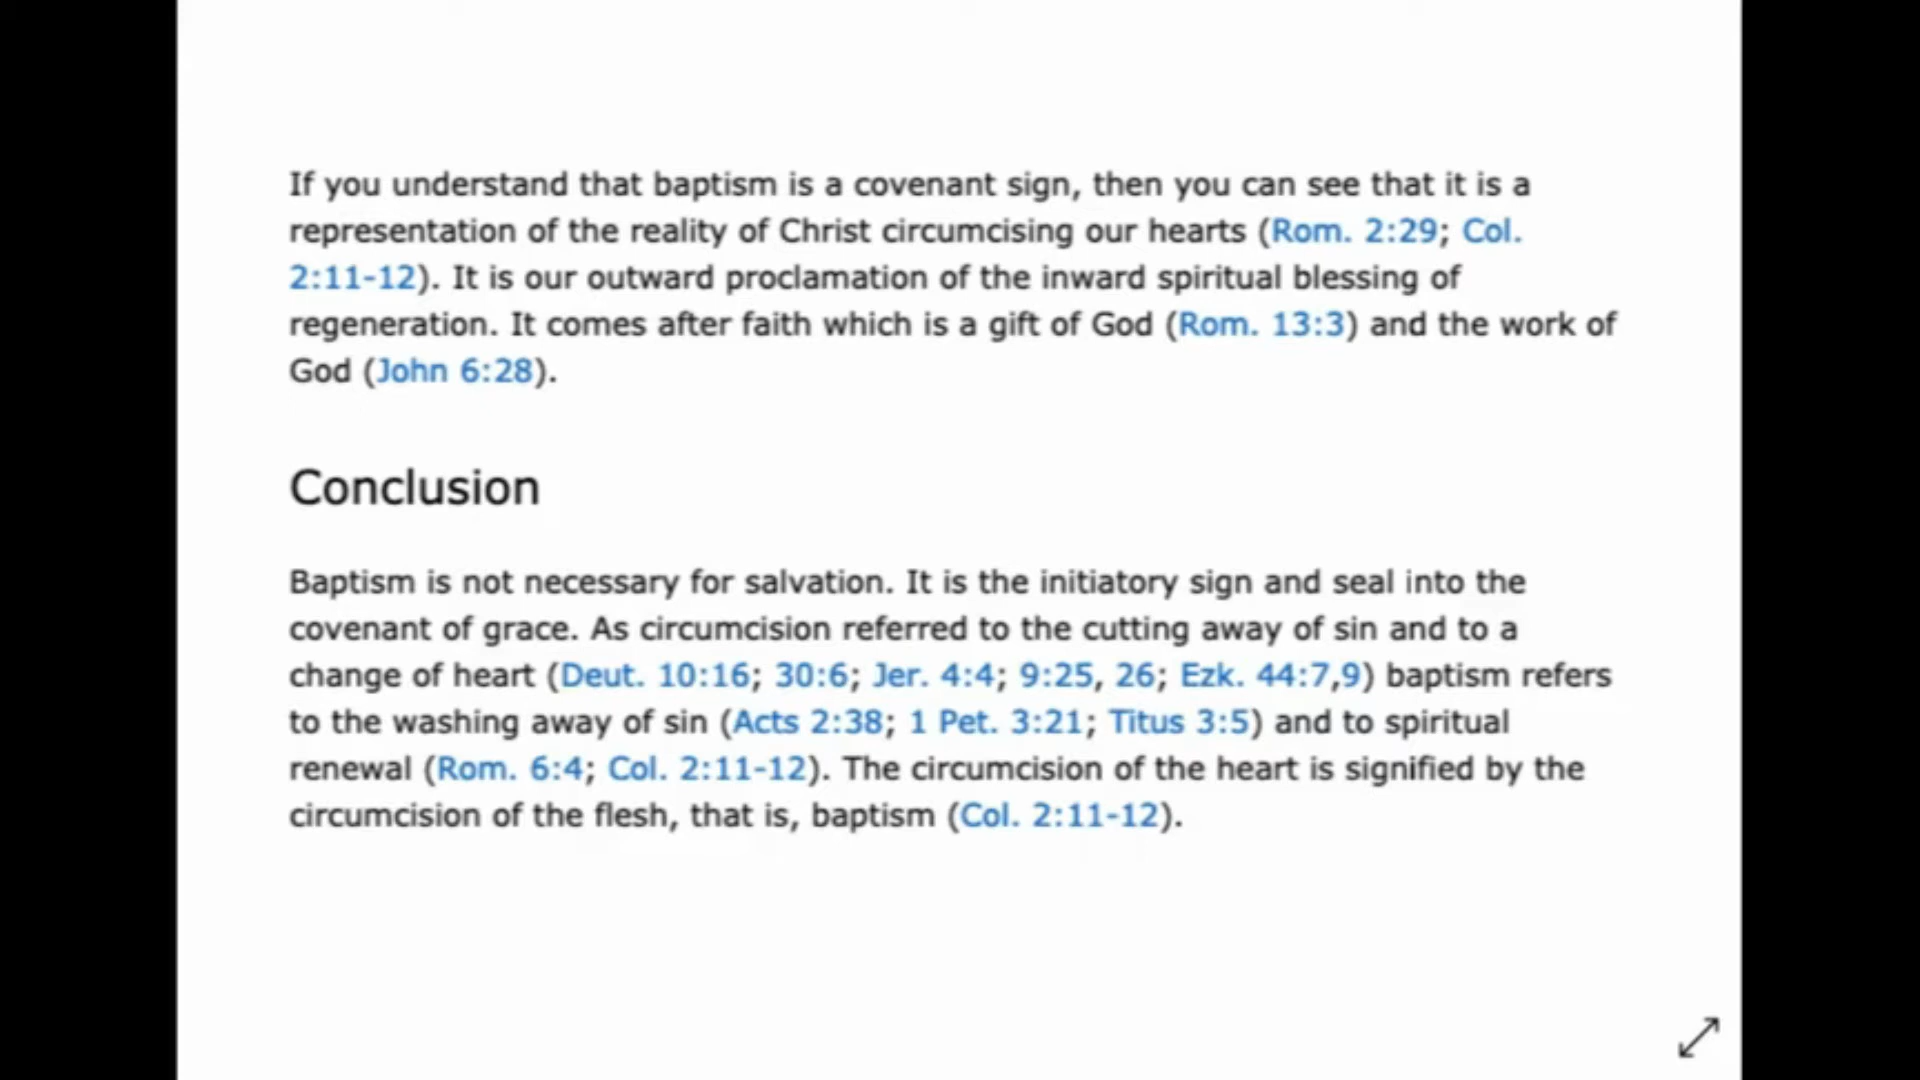 If you understand that baptism is a covenant sign, then you can see that it is a
representation of the reality of Christ circumcising our hearts (Rom. 2:29; Col.
2:11-12). It is our outward proclamation of the inward spiritual blessing of
regeneration. It comes after faith which is a gift of God (Rom. 13:3) and the work of
God (John 6:28).
Conclusion
Baptism is not necessary for salvation. It is the initiatory sign and seal into the
covenant of grace. As circumcision referred to the cutting away of sin and to a
change of heart (Deut. 10:16; 30:6; Jer. 4:4; 9:25, 26; Ezk. 44:7,9) baptism refers
to the washing away of sin (Acts 2:38; 1 Pet. 3:21; Titus 3:5) and to spiritual
renewal (Rom. 6:4; Col. 2:11-12). The circumcision of the heart is signified by the
circumcision of the flesh, that is, baptism (Col. 2:11-12).